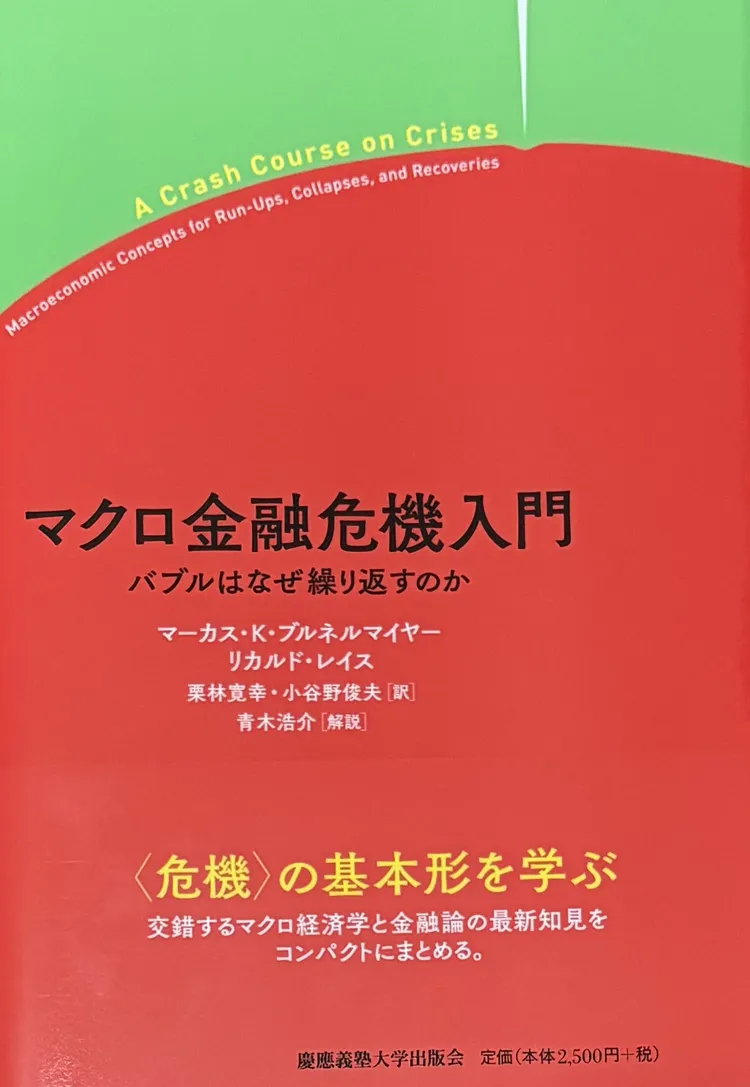 A Crash Course on Crises
Macroeconomic Concepts for Run-Ups, Collapses, and Recoveries
マクロ金融危機入門
バブルはなぜ繰り返すのか
マーカス・K・ブルネルマイヤー
リカルド・レイス
栗林寛幸・小谷野俊夫[訳]
青木浩介[解説]
〈危機〉の基本形を学ぶ
交錯するマクロ経済学と金融論の最新知見を
コンパクトにまとめる。
慶應義塾大学出版会 定価(本体2,500円+税)